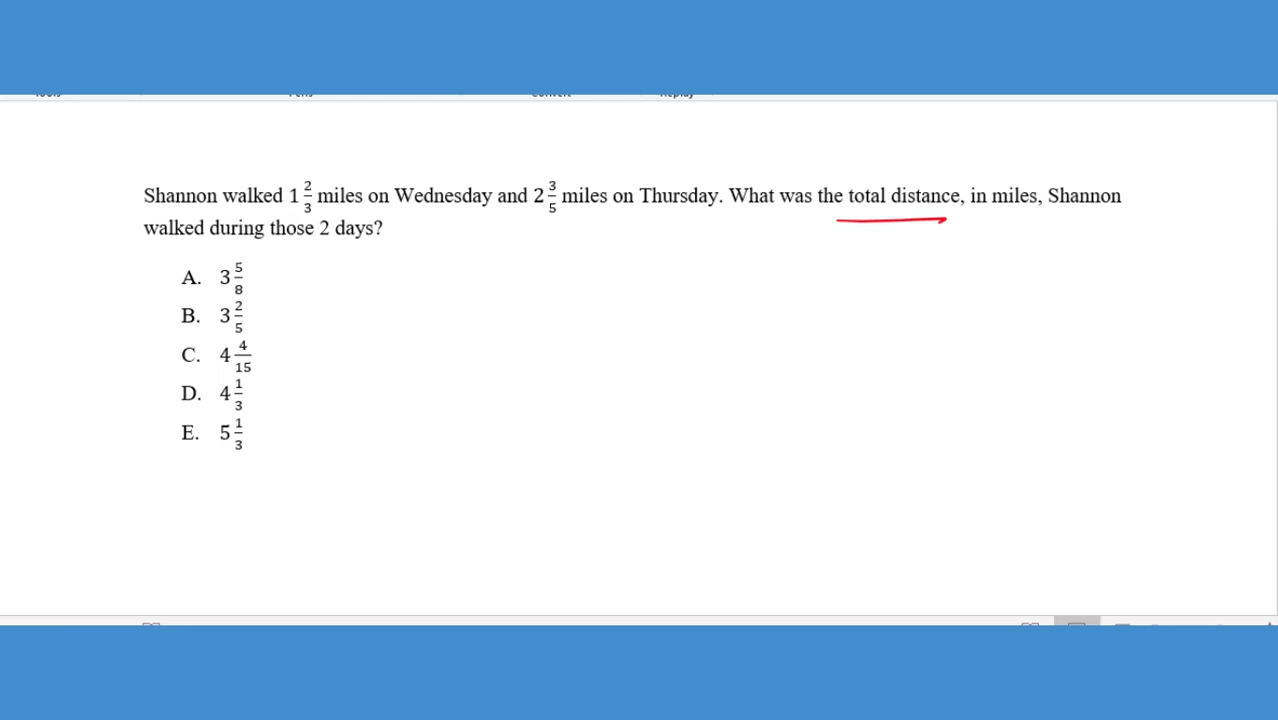 Shannon walked 1 2/3 miles on Wednesday and 2 3/5 miles on Thursday. What was the total distance, in miles, Shannon
walked during those 2 days?
A. 3 5/8
B. 3 2/5
C. 4 4/15
D. 4 1/3
E. 5 1/3